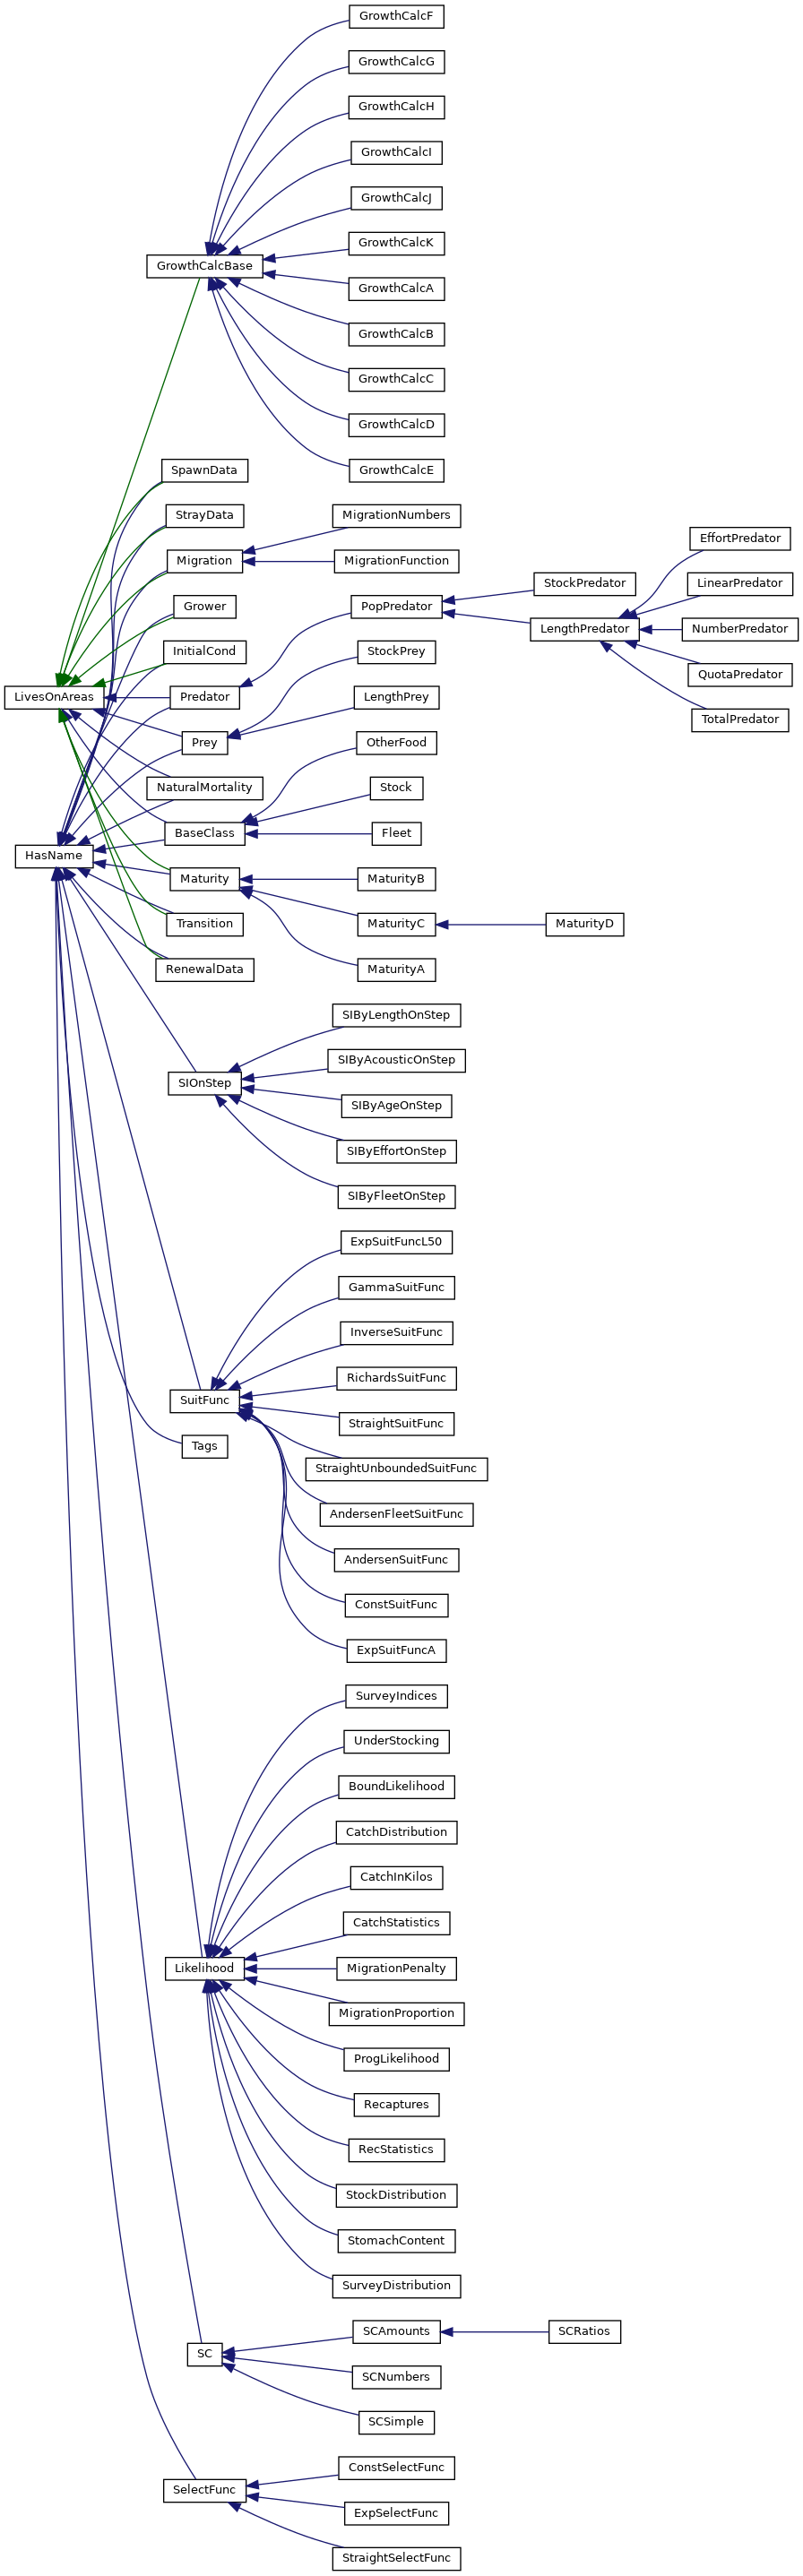 GrowthCalcF
GrowthCalcG
GrowthCalcH
GrowthCalcI
GrowthCalcJ
GrowthCalcK
GrowthCalcBase
GrowthCalcA
GrowthCalcB
GrowthCalcC
GrowthCalcD
GrowthCalcE
SpawnData
StrayData
MigrationNumbers
EffortPredator
Migration
MigrationFunction
StockPredator
LinearPredator
Grower
PopPredator
LengthPredator
NumberPredator
InitialCond
StockPrey
QuotaPredator
LivesOnAreas
Predator
LengthPrey
TotalPredator
Prey
OtherFood
NaturalMortality
Stock
BaseClass
Fleet
HasName
Maturity
MaturityB
Transition
MaturityC
MaturityD
RenewalData
MaturityA
SIByLengthOnStep
SIByAcousticOnStep
SIOnStep
SIByAgeOnStep
SIByEffortOnStep
SIByFleetOnStep
ExpSuitFuncL50
GammaSuitFunc
InverseSuitFunc
RichardsSuitFunc
SuitFunc
StraightSuitFunc
Tags
StraightUnboundedSuitFunc
AndersenFleetSuitFunc
AndersenSuitFunc
ConstSuitFunc
ExpSuitFuncA
SurveyIndices
UnderStocking
BoundLikelihood
CatchDistribution
CatchInKilos
CatchStatistics
Likelihood
MigrationPenalty
MigrationProportion
ProgLikelihood
Recaptures
RecStatistics
StockDistribution
StomachContent
SurveyDistribution
SCAmounts
SCRatios
SC
SCNumbers
SCSimple
ConstSelectFunc
SelectFunc
ExpSelectFunc
StraightSelectFunc